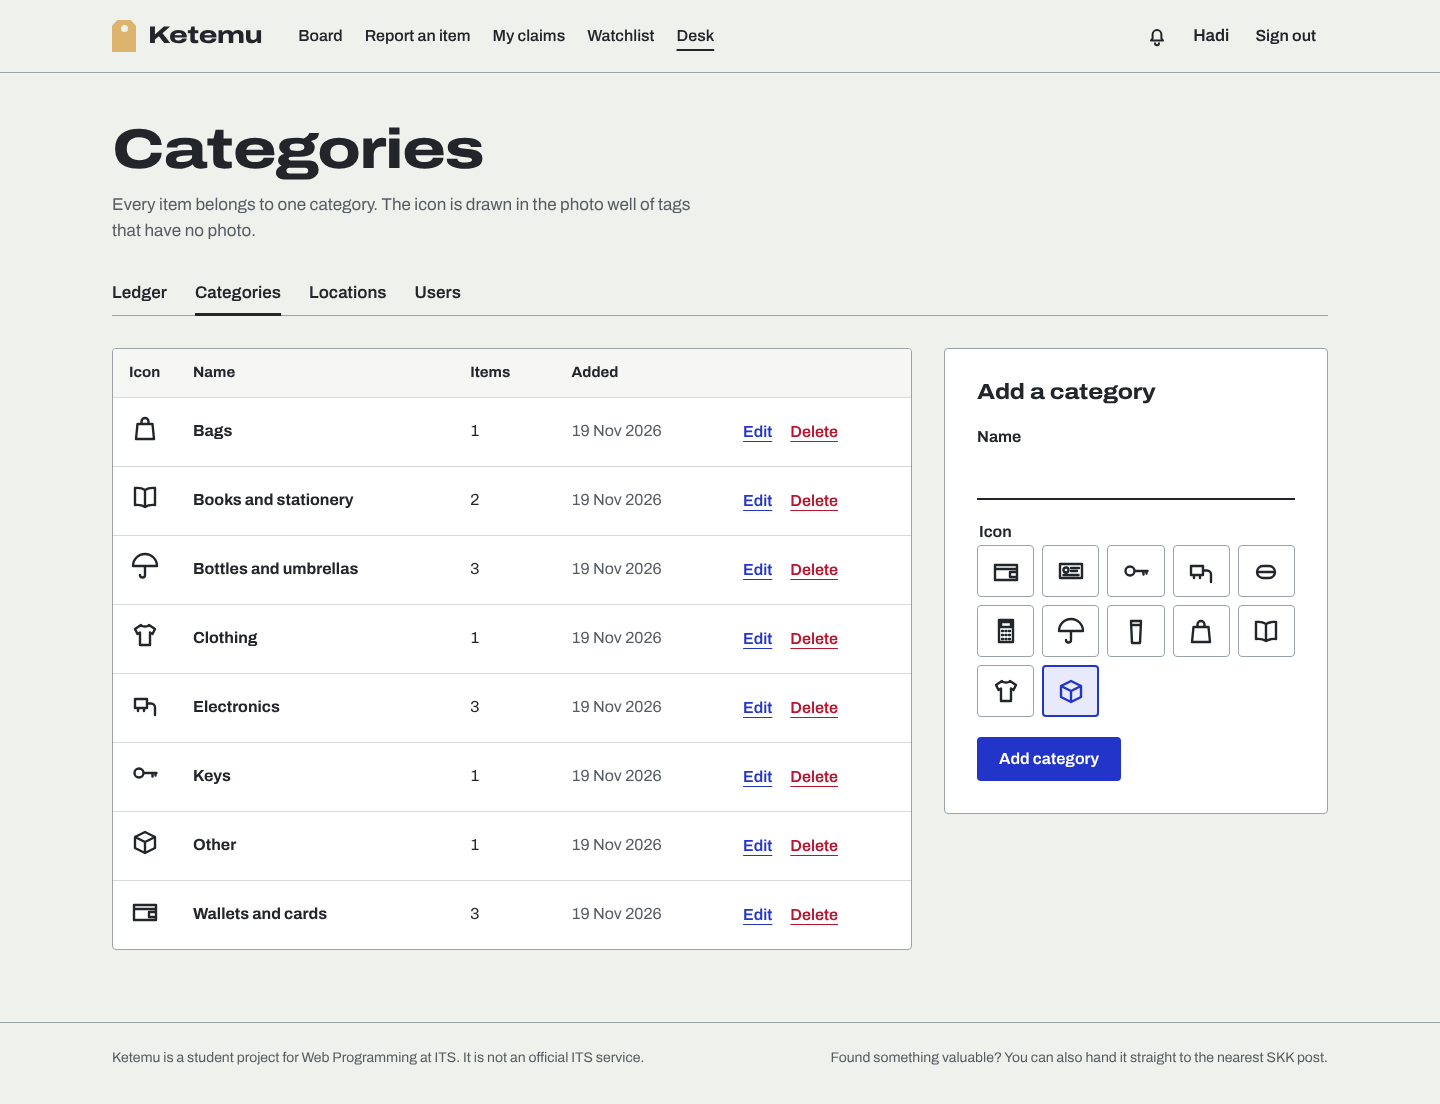 Ketemu
Board Report an item My claims Watchlist Desk
Hadi Sign out
Categories
Every item belongs to one category. The icon is drawn in the photo well of tags
that have no photo.
Ledger Categories Locations Users
Icon Name Items Added
Bags 1 19 Nov 2026 Edit Delete
Books and stationery 2 19 Nov 2026 Edit Delete
Bottles and umbrellas 3 19 Nov 2026 Edit Delete
Clothing 1 19 Nov 2026 Edit Delete
Electronics 3 19 Nov 2026 Edit Delete
Keys 1 19 Nov 2026 Edit Delete
Other 1 19 Nov 2026 Edit Delete
Wallets and cards 3 19 Nov 2026 Edit Delete
Add a category
Name
Icon
Add category
Ketemu is a student project for Web Programming at ITS. It is not an official ITS service.
Found something valuable? You can also hand it straight to the nearest SKK post.